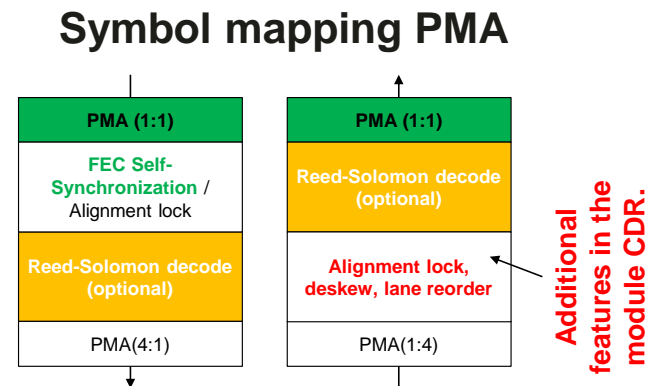 Symbol mapping PMA
PMA (1:1)
FEC Self-
Synchronization /
Alignment lock
Reed-Solomon decode
(optional)
PMA(4:1)
PMA (1:1)
Reed-Solomon decode
(optional)
Alignment lock,
deskew, lane reorder
PMA(1:4)
Additional
features in the
module CDR.